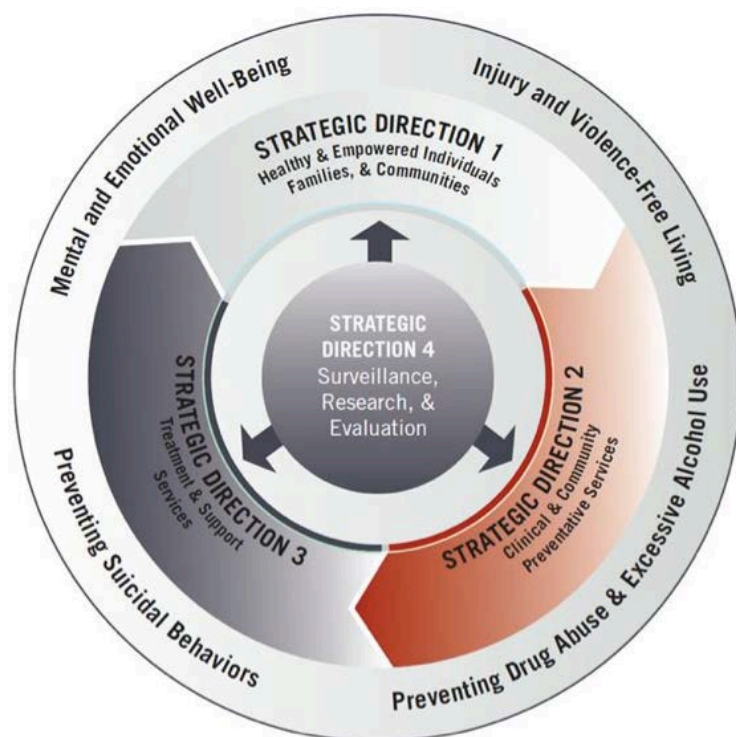 Mental and Emotional Well-Being
Injury and Violence-Free Living
STRATEGIC DIRECTION 1
Healthy & Empowered Individuals
Families, & Communities
STRATEGIC
DIRECTION 4
Surveillance,
Research, &
Evaluation
STRATEGIC DIRECTION 2
Clinical & Community
Preventative Services
STRATEGIC DIRECTION 3
Treatment & Support
Services
Preventing Suicidal Behaviors
Preventing Drug Abuse & Excessive Alcohol Use